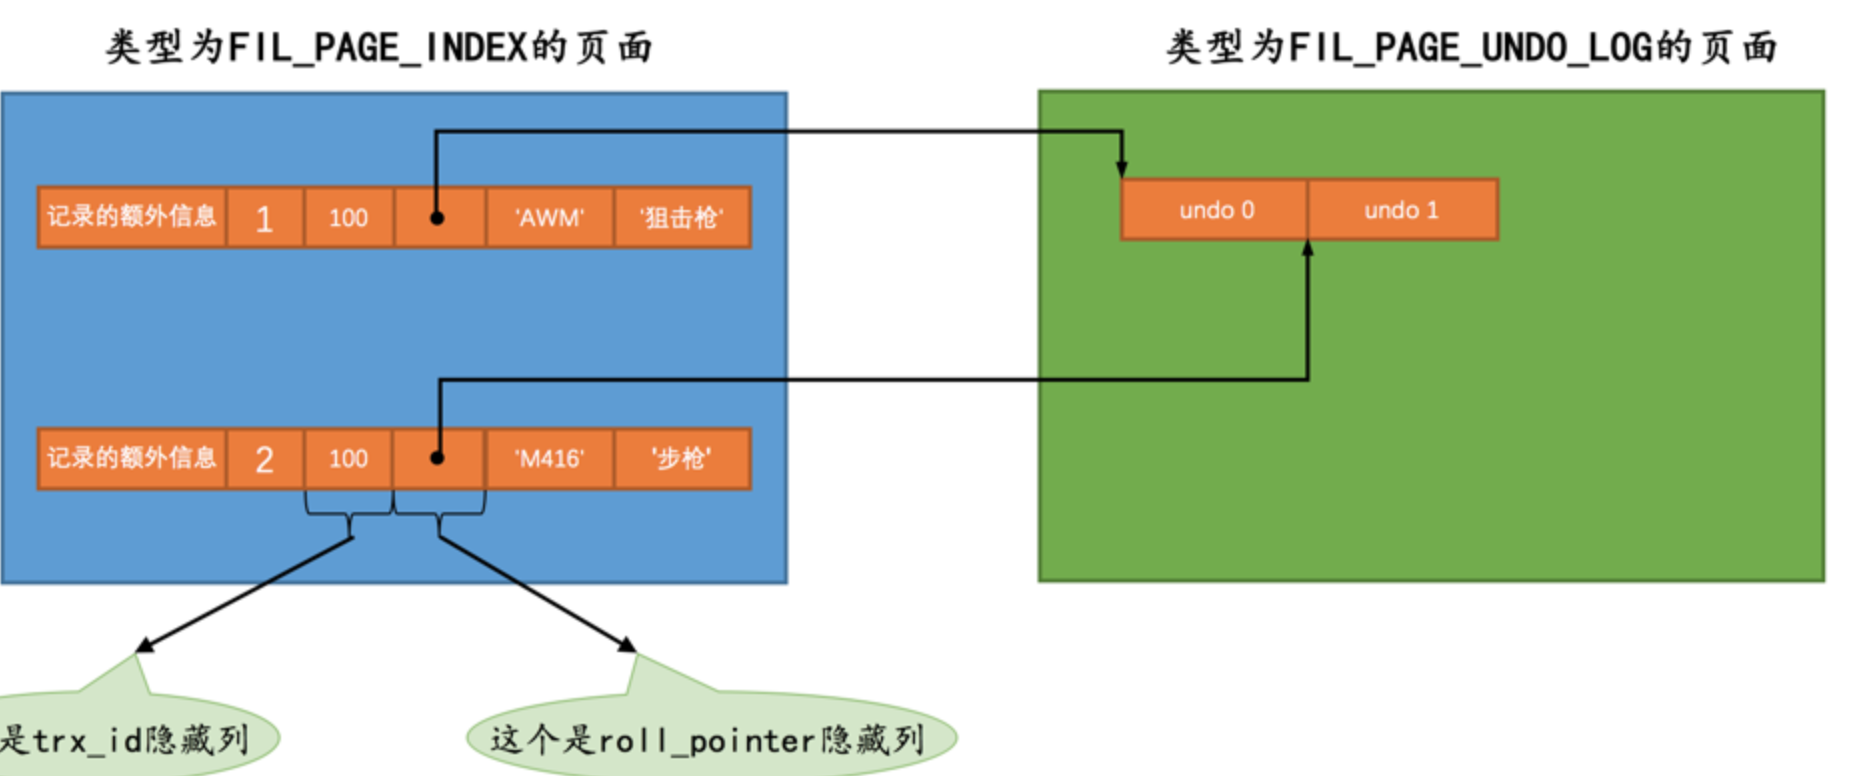 类型为FIL_PAGE_INDEX的页面
类型为FIL_PAGE_UNDO_LOG的页面
记录的额外信息 1 100 'AWM' '狙击枪'
undo 0 undo 1
记录的额外信息 2 100 'M416' '步枪'
是trx_id隐藏列
这个是roll_pointer隐藏列